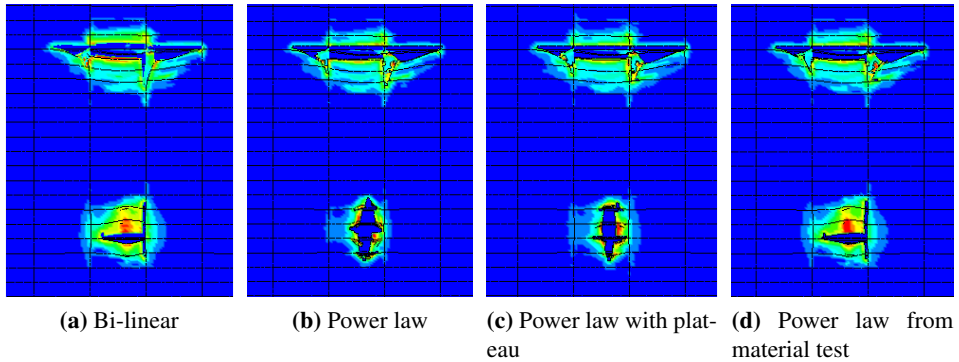 (a) Bi-linear
(b) Power law
(c) Power law with plat-
eau
(d) Power law from
material test